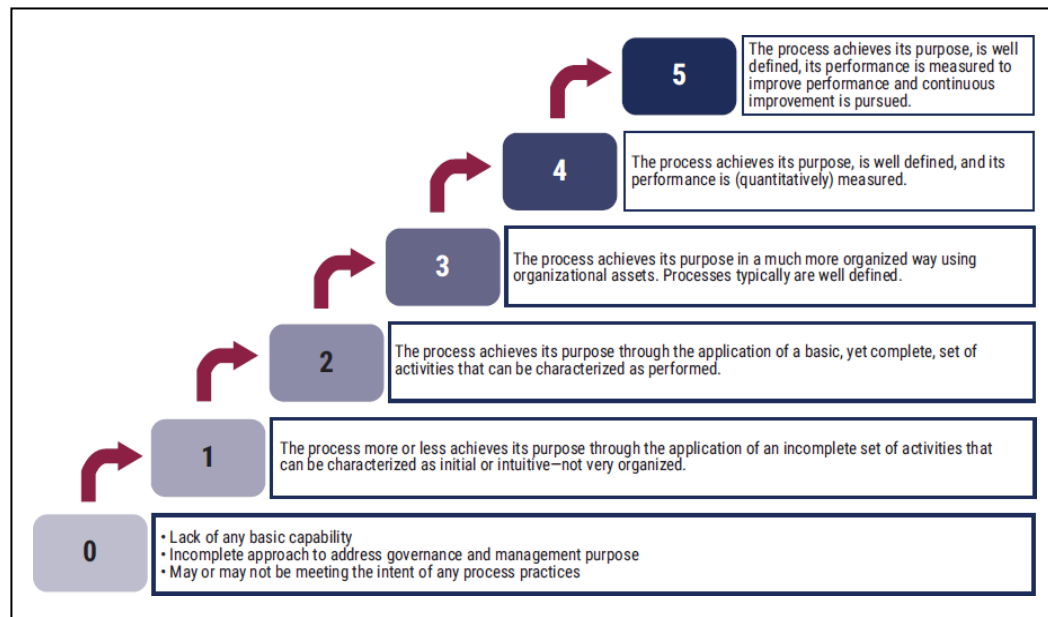 5
The process achieves its purpose, is well
defined, its performance is measured to
improve performance and continuous
improvement is pursued.
4
The process achieves its purpose, is well defined, and its
performance is (quantitatively) measured.
3
The process achieves its purpose in a much more organized way using
organizational assets. Processes typically are well defined.
2
The process achieves its purpose through the application of a basic, yet complete, set of
activities that can be characterized as performed.
1
The process more or less achieves its purpose through the application of an incomplete set of activities that
can be characterized as initial or intuitive—not very organized.
0
• Lack of any basic capability
• Incomplete approach to address governance and management purpose
• May or may not be meeting the intent of any process practices